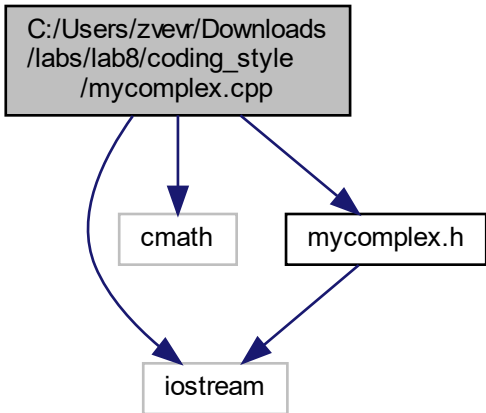 C:/Users/zvevr/Downloads
/labs/lab8/coding_style
/mycomplex.cpp
cmath
mycomplex.h
iostream